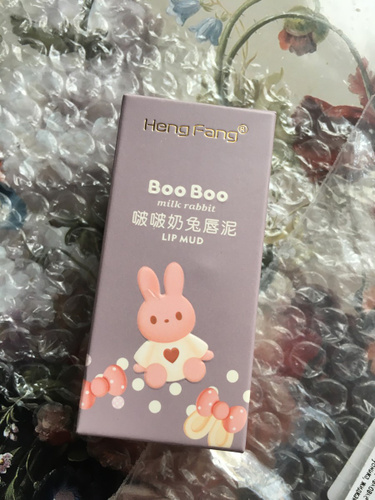 Heng Fang®
Boo Boo
milk rabbit
啵啵奶兔唇泥
LIP MUD